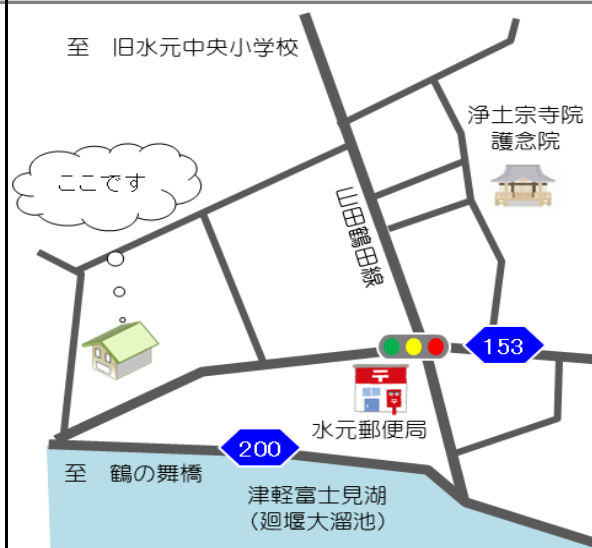 至 旧水元中央小学校
浄土宗寺院
護念院
ここです
山田鶴田線
153
水元郵便局
200
至 鶴の舞橋
津軽富士見湖
（廻堰大溜池）